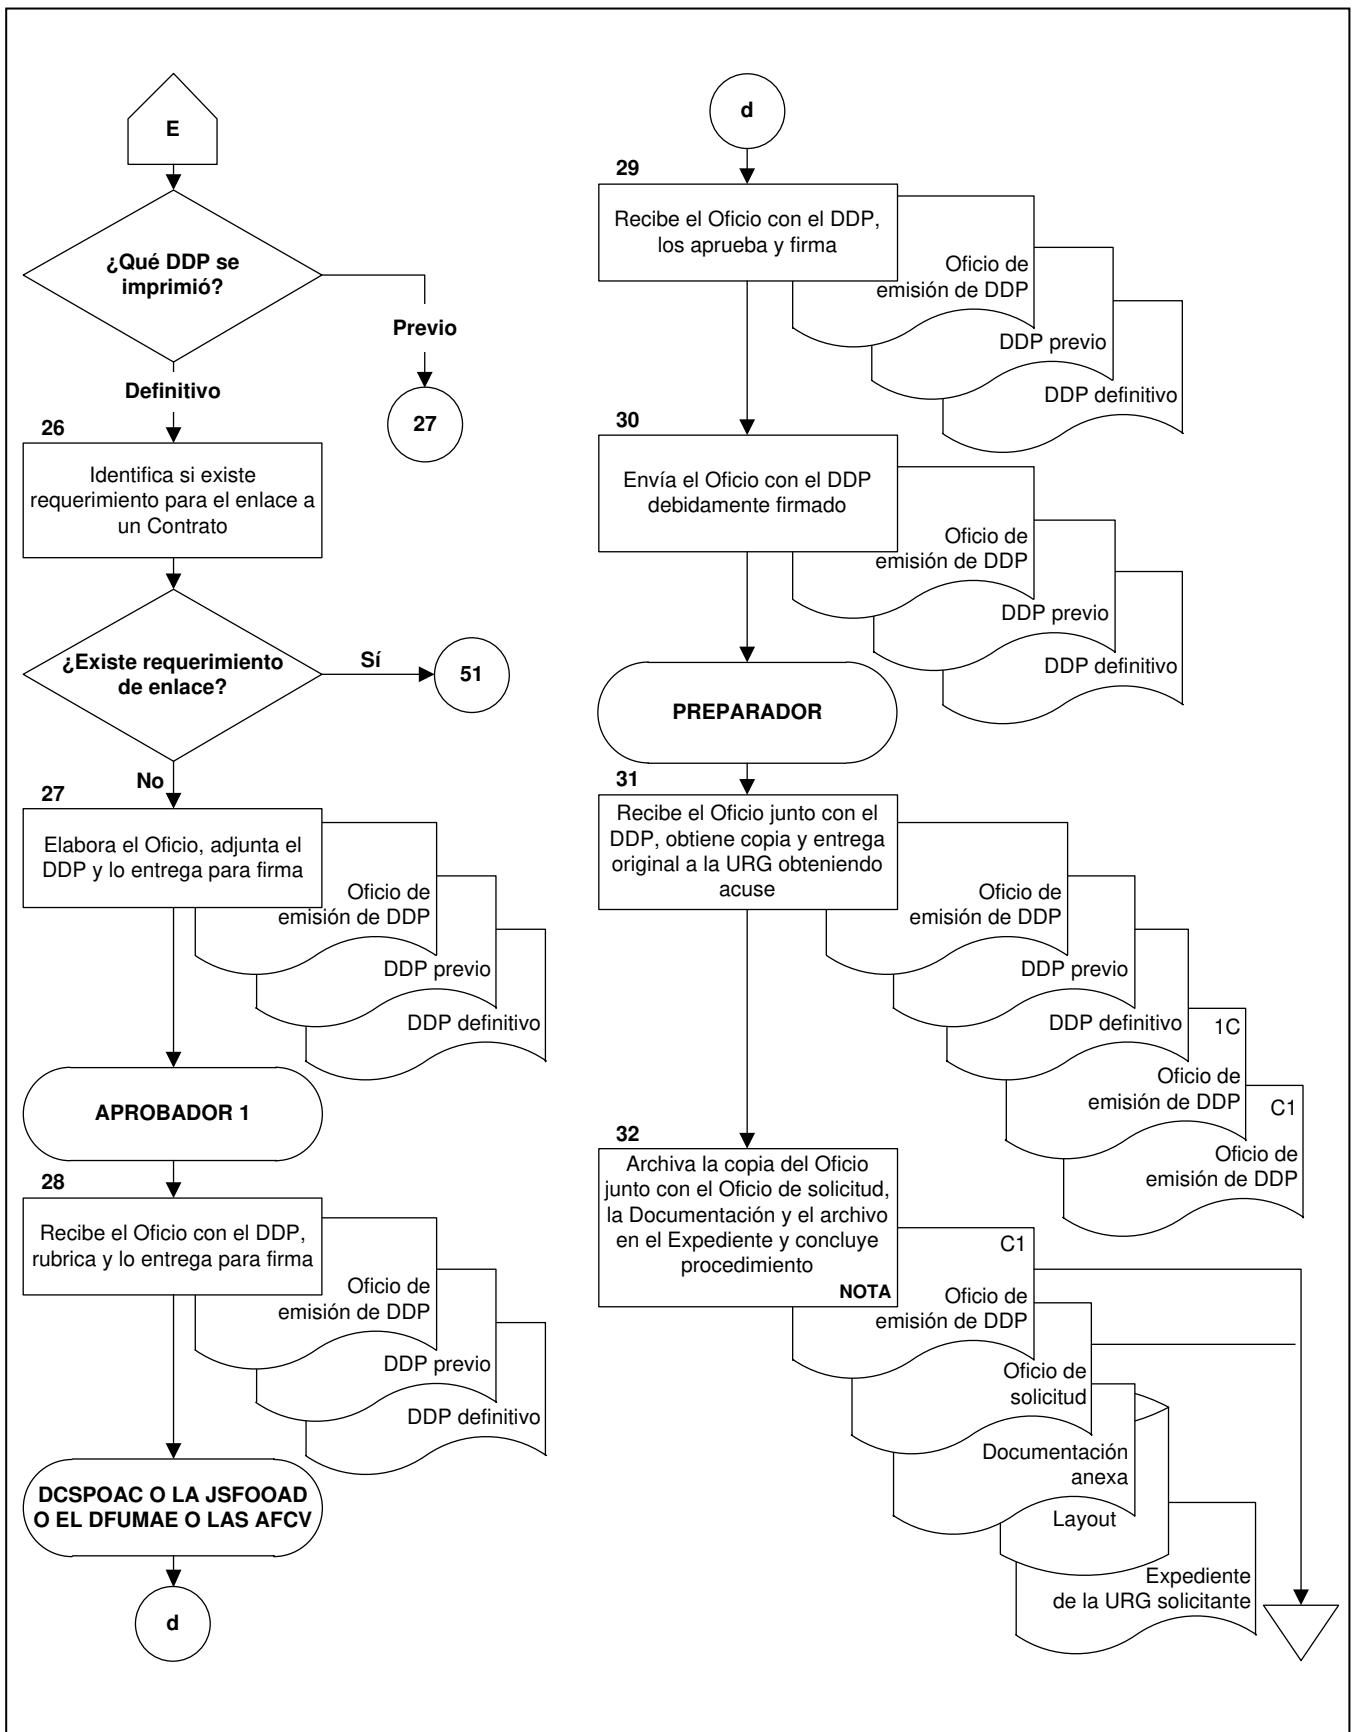 E
¿Qué DDP se
imprimió?
Previo
27
Definitivo
26
Identifica si existe
requerimiento para el enlace a
un Contrato
¿Existe requerimiento
de enlace?
Sí
51
No
27
Elabora el Oficio, adjunta el
DDP y lo entrega para firma
Oficio de
emisión de DDP
DDP previo
DDP definitivo
APROBADOR 1
28
Recibe el Oficio con el DDP,
rubrica y lo entrega para firma
Oficio de
emisión de DDP
DDP previo
DDP definitivo
DCSPOAC O LA JSFOOAD
O EL DFUMAE O LAS AFCV
d
d
29
Recibe el Oficio con el DDP,
los aprueba y firma
Oficio de
emisión de DDP
DDP previo
DDP definitivo
30
Envía el Oficio con el DDP
debidamente firmado
Oficio de
emisión de DDP
DDP previo
DDP definitivo
PREPARADOR
31
Recibe el Oficio junto con el
DDP, obtiene copia y entrega
original a la URG obteniendo
acuse
Oficio de
emisión de DDP
DDP previo
DDP definitivo
1C
Oficio de
emisión de DDP
C1
Oficio de
emisión de DDP
32
Archiva la copia del Oficio
junto con el Oficio de solicitud,
la Documentación y el archivo
en el Expediente y concluye
procedimiento
NOTA
C1
Oficio de
emisión de DDP
Oficio de
solicitud
Documentación
anexa
Layout
Expediente
de la URG solicitante